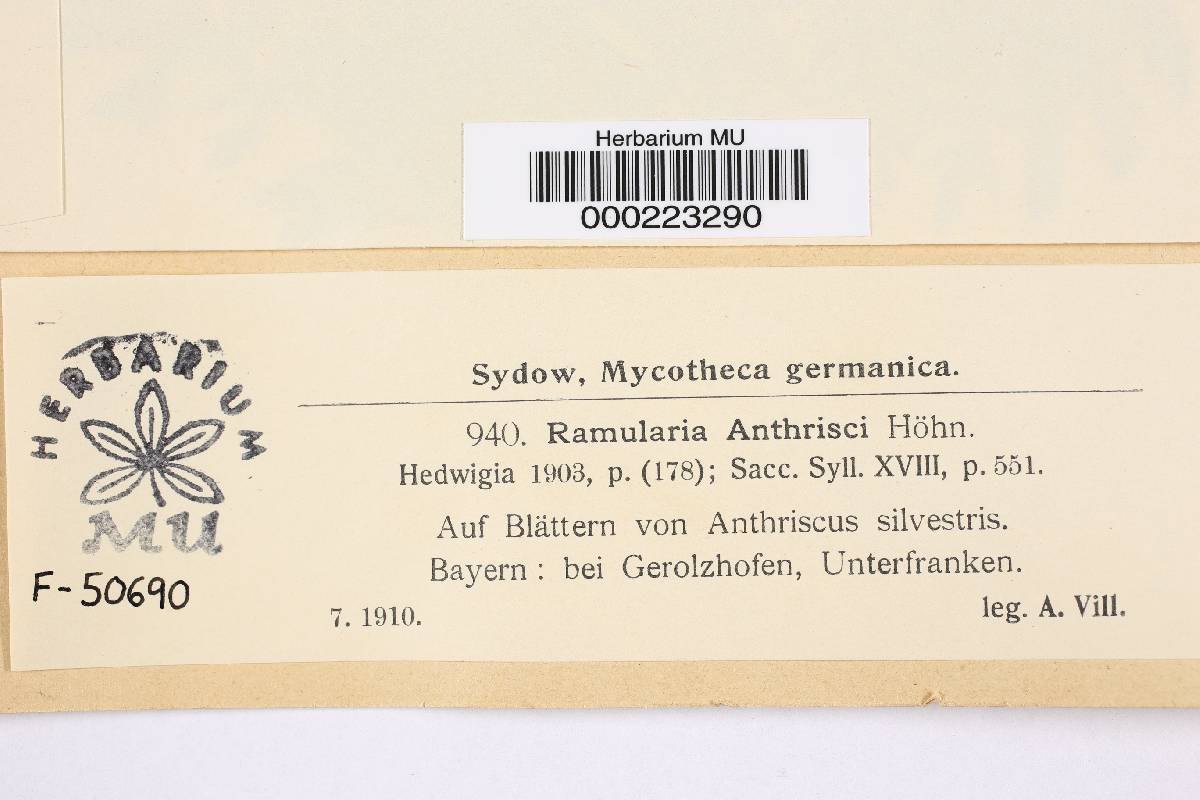 Herbarium MU
000223290
HERBARIUM
MU
F-50690
Sydow, Mycotheca germanica.
940. Ramularia Anthrisci Höhn.
Hedwigia 1903, p. (178); Sacc. Syll. XVIII, p. 551.
Auf Blättern von Anthriscus silvestris.
Bayern: bei Gerolzhofen, Unterfranken.
7. 1910.
leg. A. Vill.